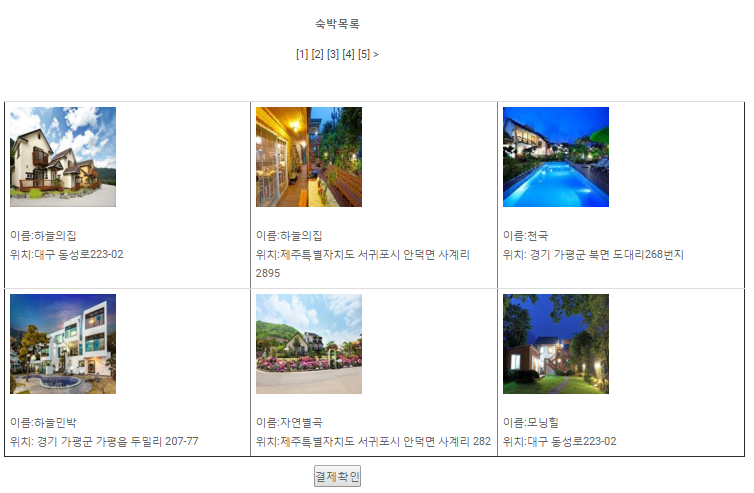 숙박목록
[1] [2] [3] [4] [5] >
이름:하늘의집
위치:대구 동성로223-02
이름:하늘의집
위치:제주특별자치도 서귀포시 안덕면 사계리
2895
이름:천국
위치: 경기 가평군 북면 도대리268번지
이름:하늘민박
위치: 경기 가평군 가평읍 두밀리 207-77
이름:자연별곡
위치:제주특별자치도 서귀포시 안덕면 사계리 282
이름:모닝힐
위치:대구 동성로223-02
결제확인